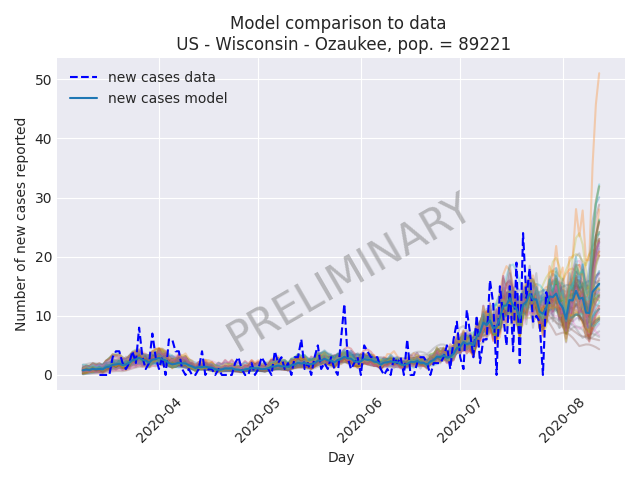 Model comparison to data
US - Wisconsin - Ozaukee, pop. = 89221
new cases data
new cases model
PRELIMINARY
Number of new cases reported
50
40
30
20
10
0
2020-04
2020-05
2020-06
2020-07
2020-08
Day